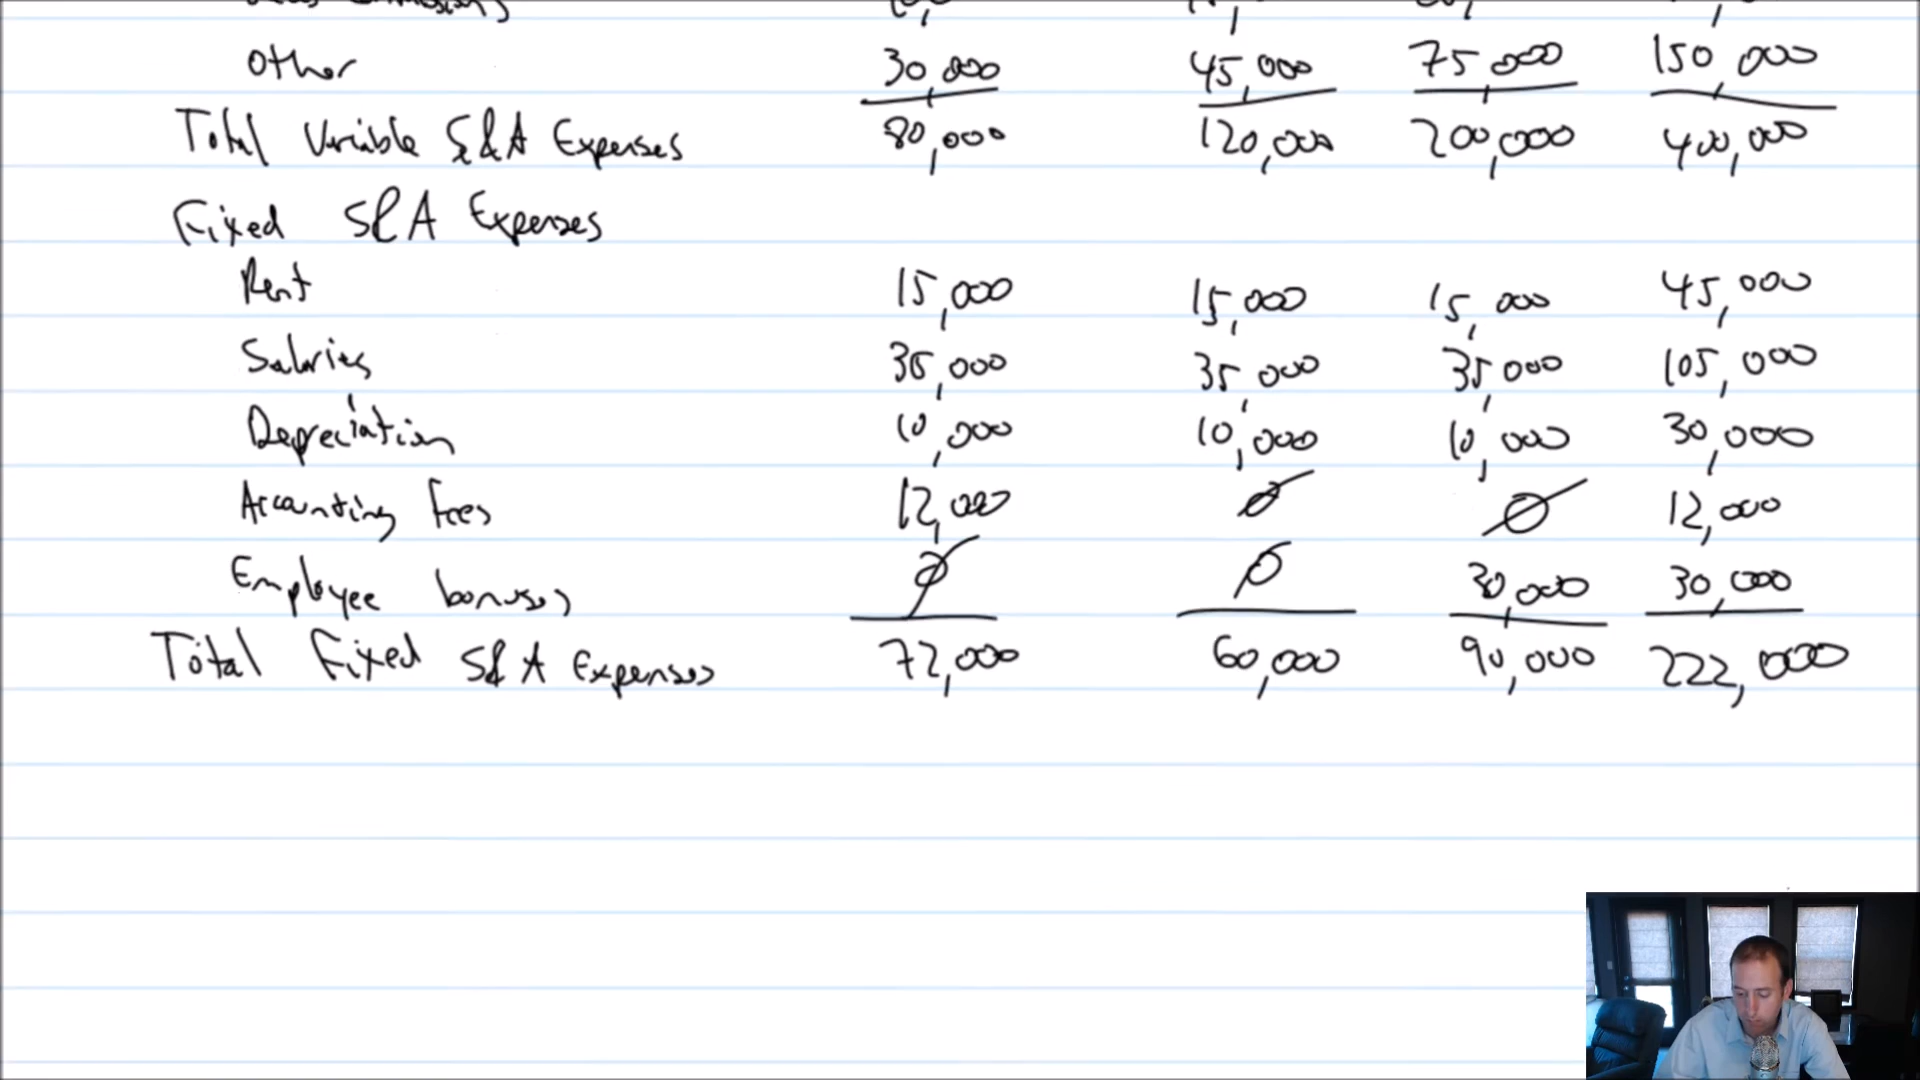 Other 30,000 45,000 75,000 150,000
Total Variable S&A Expenses 80,000 120,000 200,000 400,000
Fixed S&A Expenses
Rent 15,000 15,000 15,000 45,000
Salaries 35,000 35,000 35,000 105,000
Depreciation 10,000 10,000 10,000 30,000
Accounting Fees 12,000 0 0 12,000
Employee bonuses 0 0 30,000 30,000
Total Fixed S&A Expenses 72,000 60,000 90,000 222,000